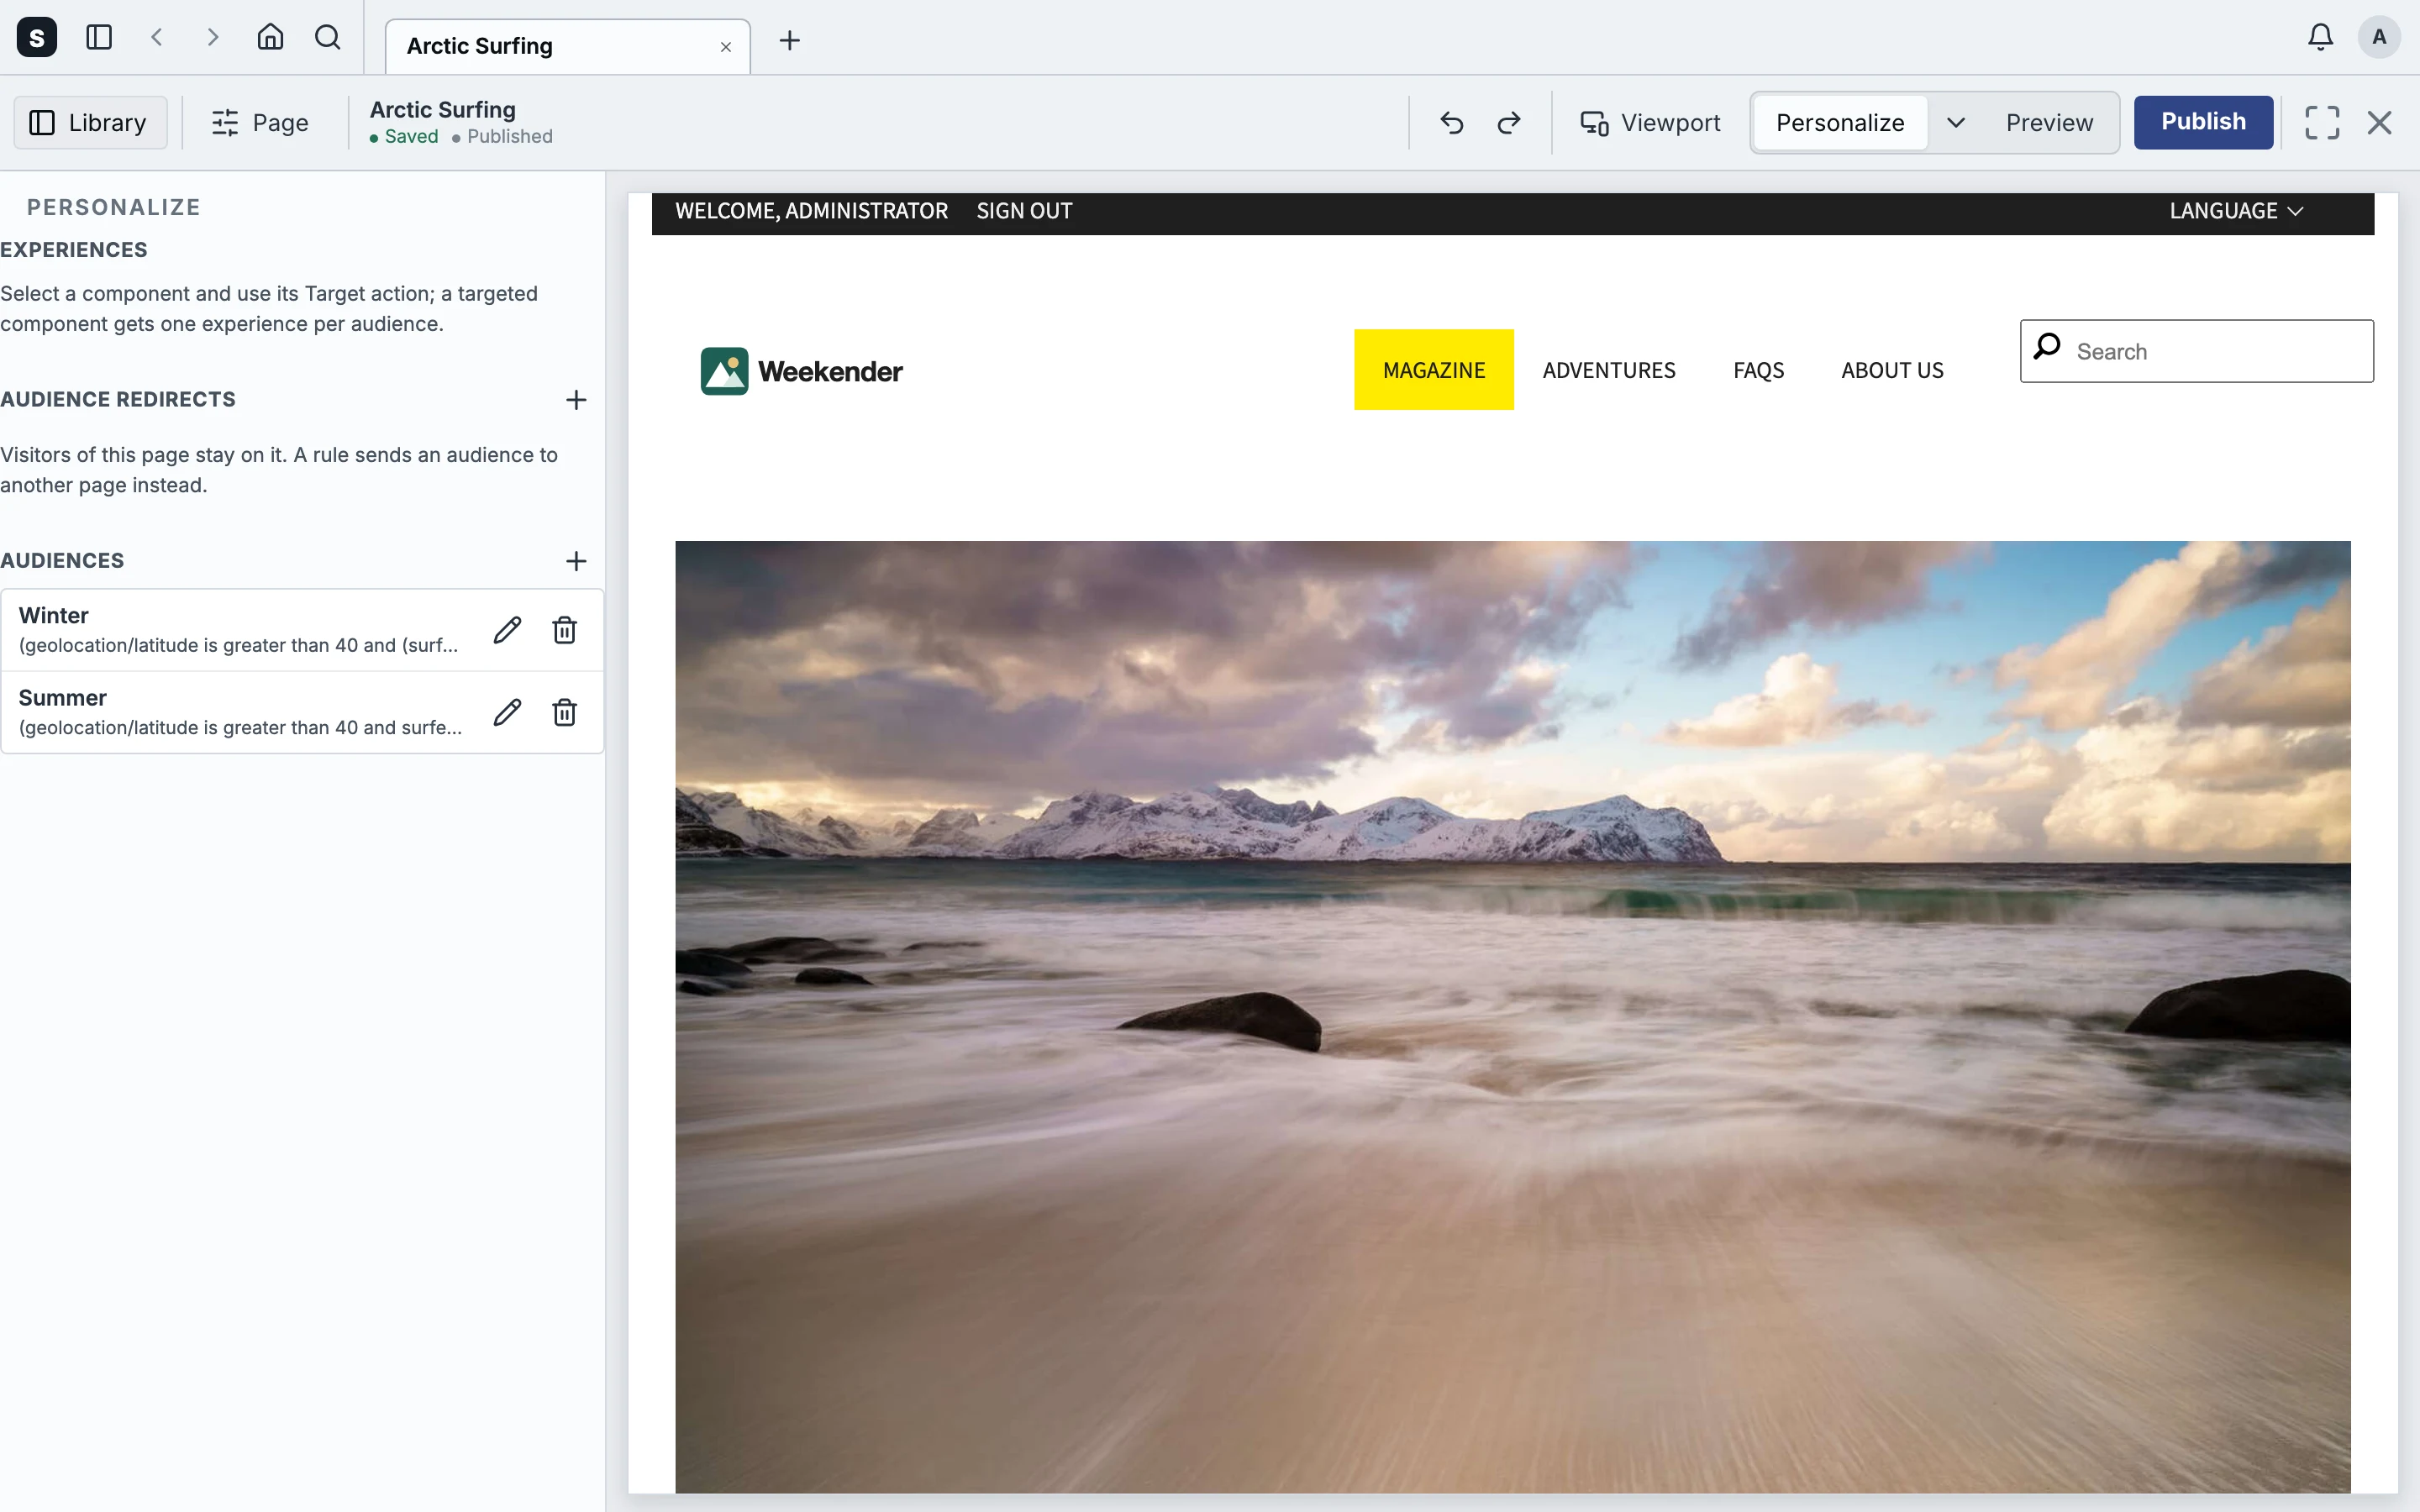 S
Arctic Surfing
A
Library
Page
Arctic Surfing
Saved Published
Viewport
Personalize
Preview
Publish
PERSONALIZE
EXPERIENCES
Select a component and use its Target action; a targeted
component gets one experience per audience.
AUDIENCE REDIRECTS
Visitors of this page stay on it. A rule sends an audience to
another page instead.
AUDIENCES
Winter
(geolocation/latitude is greater than 40 and (surf...
Summer
(geolocation/latitude is greater than 40 and surfe...
WELCOME, ADMINISTRATOR SIGN OUT
LANGUAGE
Weekender
MAGAZINE ADVENTURES FAQS ABOUT US
Search